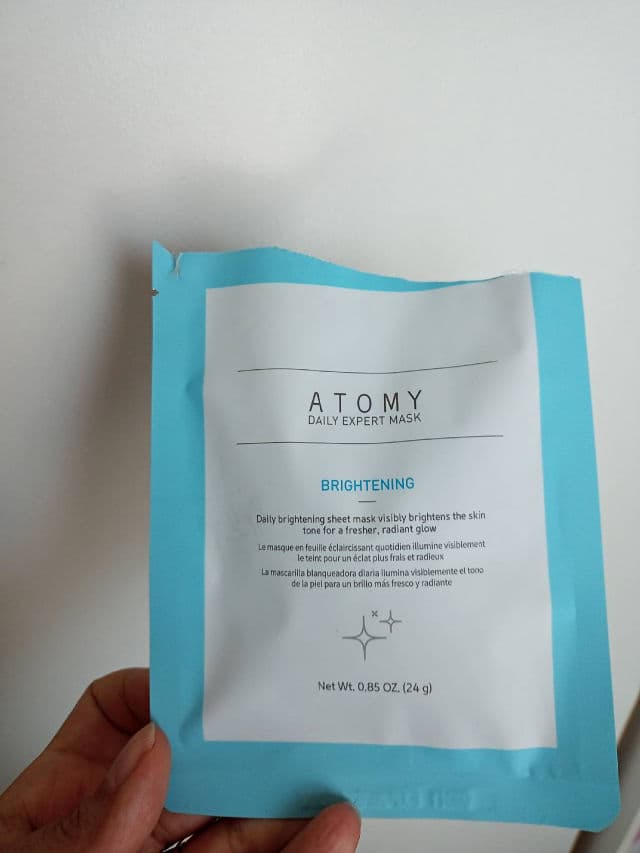 ATOMY
DAILY EXPERT MASK
BRIGHTENING
Daily brightening sheet mask visibly brightens the skin
tone for a fresher, radiant glow
Le masque en feuille éclaircissant quotidien illumine visiblement
le teint pour un éclat plus frais et radieux
La mascarilla blanqueadora diaria ilumina visiblemente el tono
de la piel para un brillo más fresco y radiante
Net Wt. 0.85 OZ. (24 g)